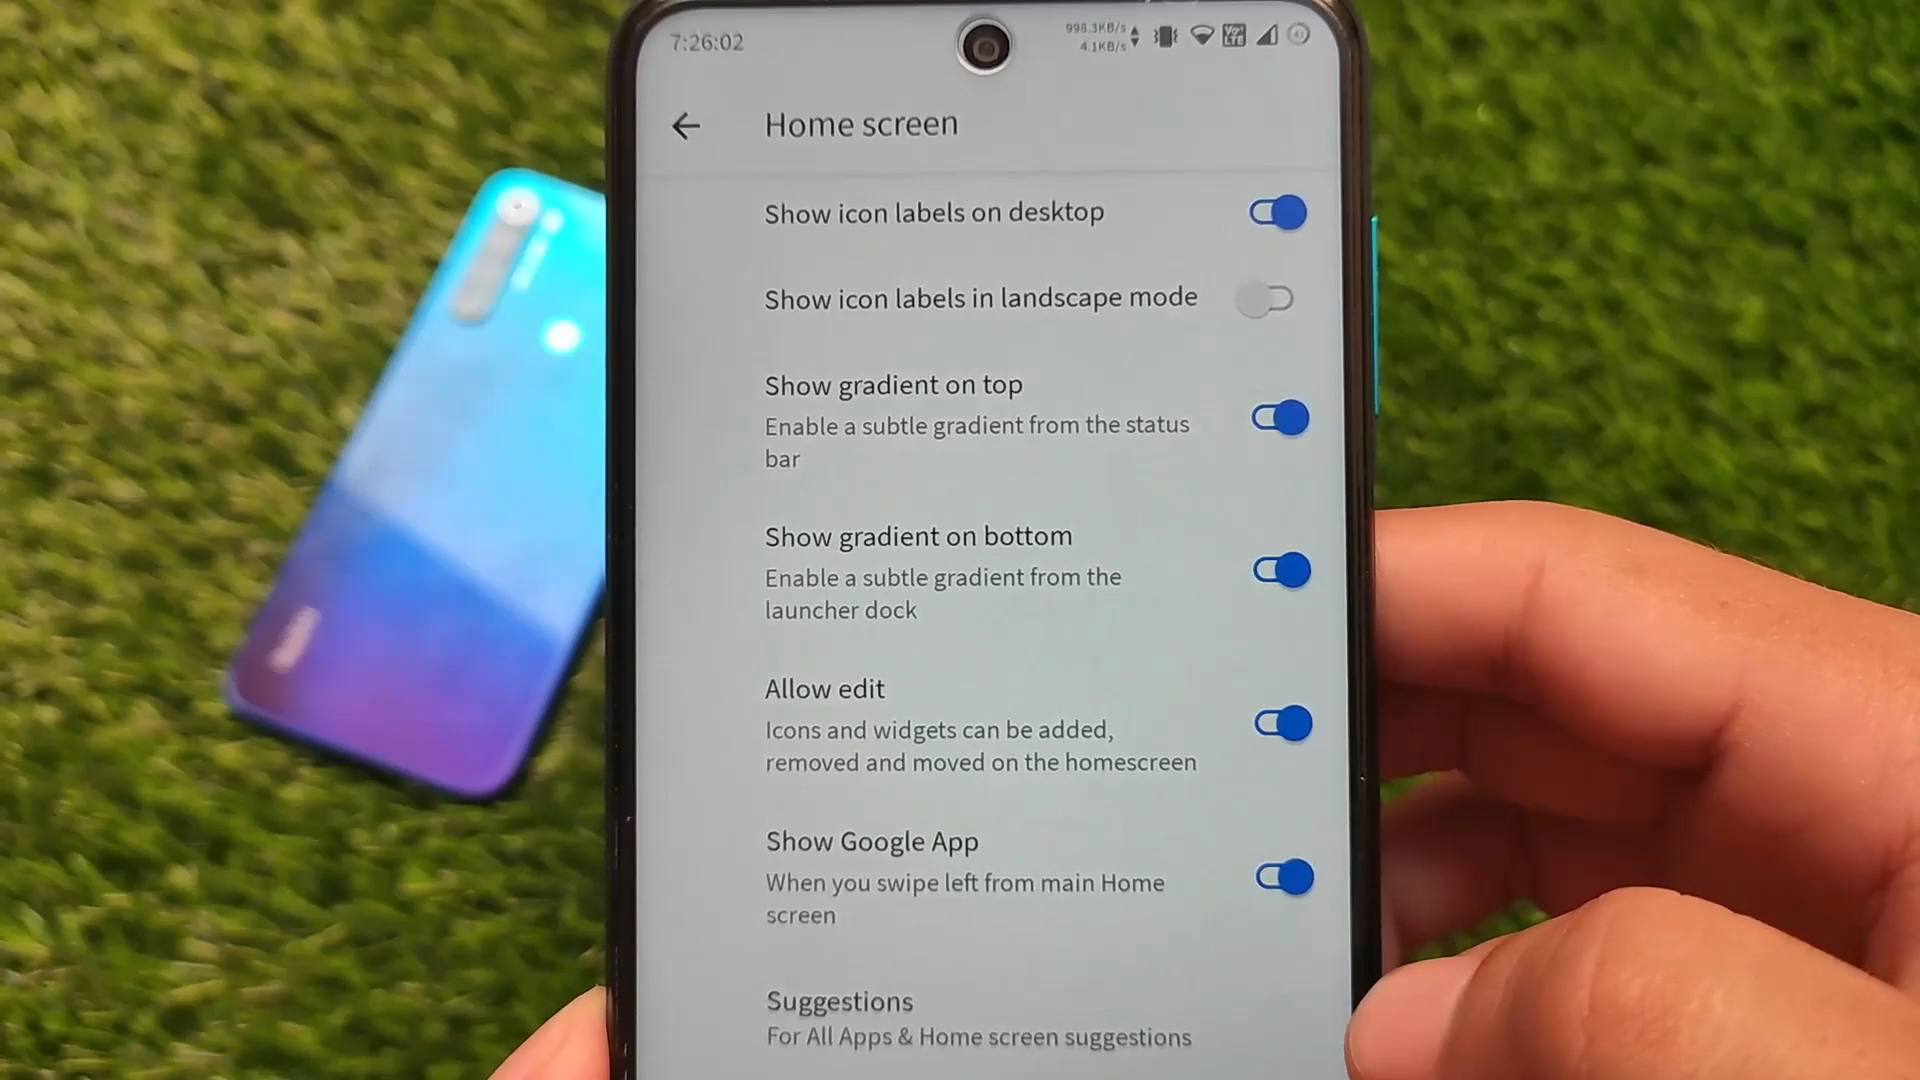 7:26:02
998.3KB/s
4.1KB/s
Vo
LTE
Home screen
Show icon labels on desktop
Show icon labels in landscape mode
Show gradient on top
Enable a subtle gradient from the status
bar
Show gradient on bottom
Enable a subtle gradient from the
launcher dock
Allow edit
Icons and widgets can be added,
removed and moved on the homescreen
Show Google App
When you swipe left from main Home
screen
Suggestions
For All Apps & Home screen suggestions